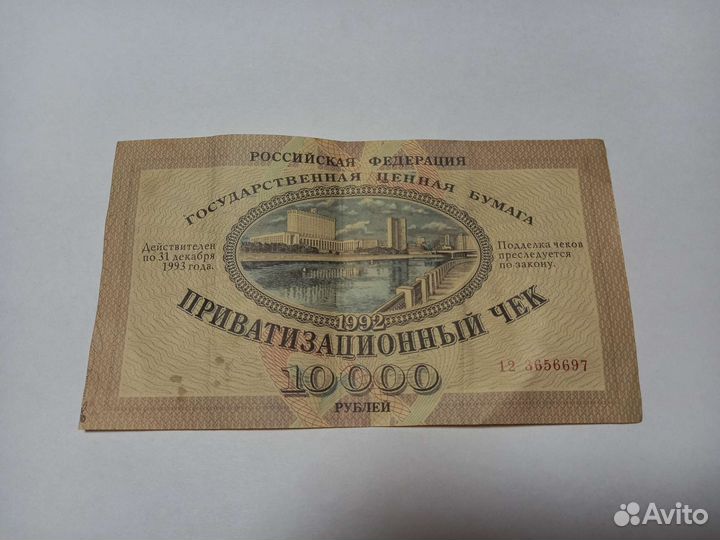 РОССИЙСКАЯ ФЕДЕРАЦИЯ
ГОСУДАРСТВЕННАЯ ЦЕННАЯ БУМАГА
Действителен
по 31 декабря
1993 года.
Подделка чеков
преследуется
по закону.
1992
ПРИВАТИЗАЦИОННЫЙ ЧЕК
10000
РУБЛЕЙ
12 3656697
Avito